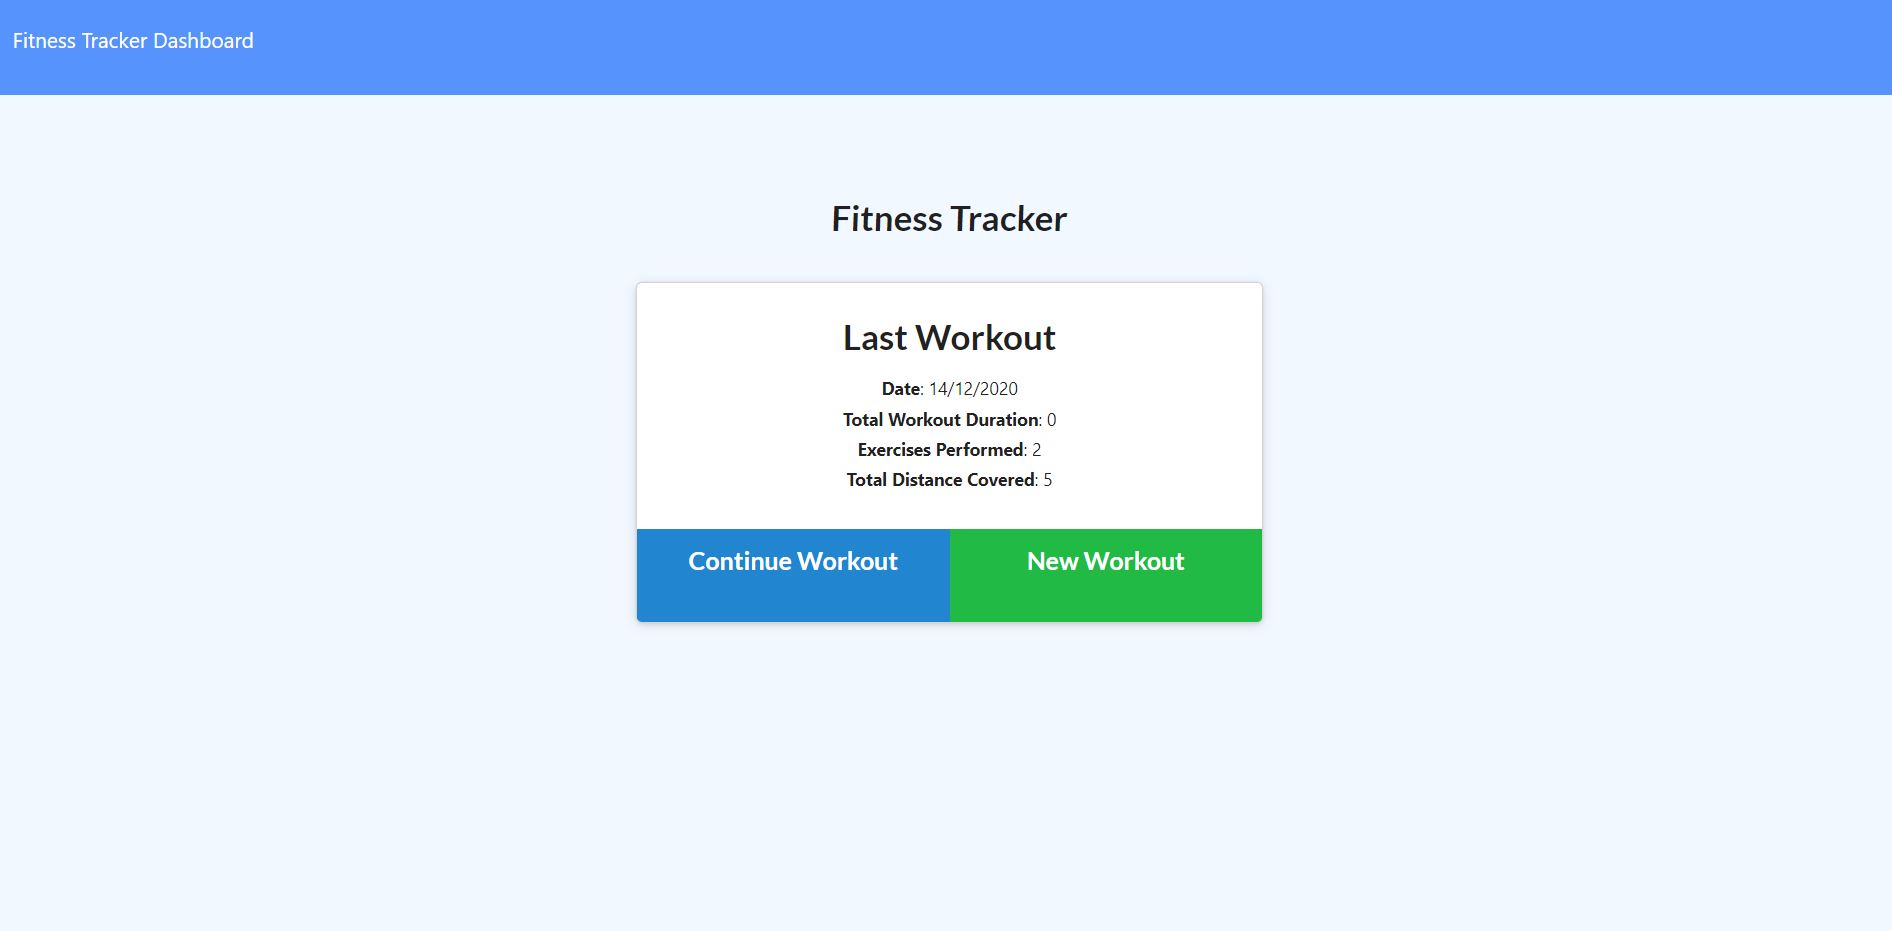 Fitness Tracker Dashboard
Fitness Tracker
Last Workout
Date: 14/12/2020
Total Workout Duration: 0
Exercises Performed: 2
Total Distance Covered: 5
Continue Workout New Workout